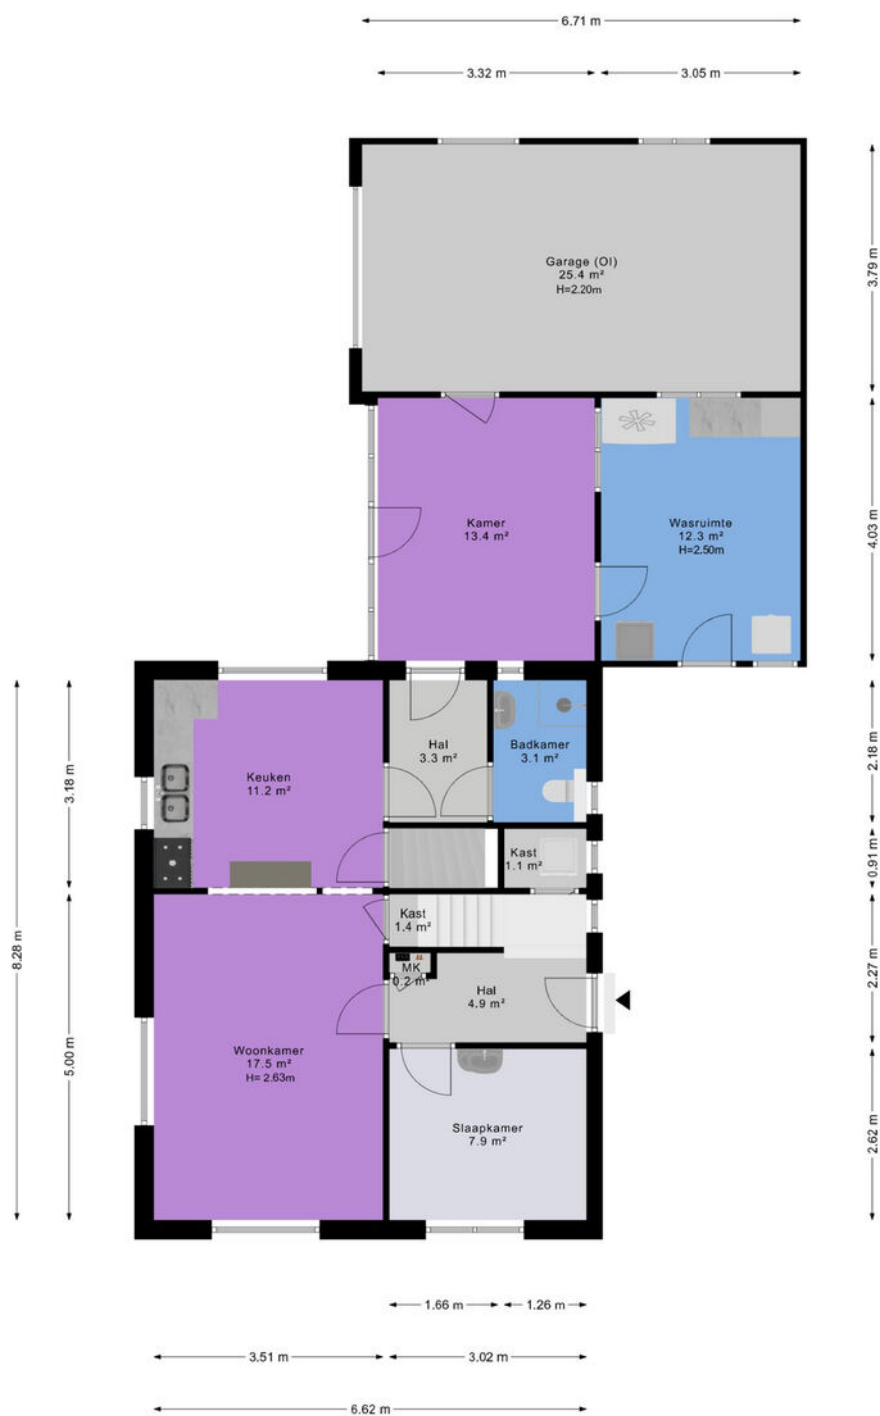 6.71 m
3.32 m
3.05 m
Garage (OI)
25.4 m²
H=2.20m
3.79 m
Kamer
13.4 m²
Wasruimte
12.3 m²
H=2.50m
4.03 m
Keuken
11.2 m²
Hal
3.3 m²
Badkamer
3.1 m²
3.18 m
2.18 m
Kast
1.1 m²
0.91 m
Kast
1.4 m²
MK
0.2 m²
Hal
4.9 m²
2.27 m
8.28 m
5.00 m
Woonkamer
17.5 m²
H= 2.63m
Slaapkamer
7.9 m²
2.62 m
1.66 m
1.26 m
3.51 m
3.02 m
6.62 m